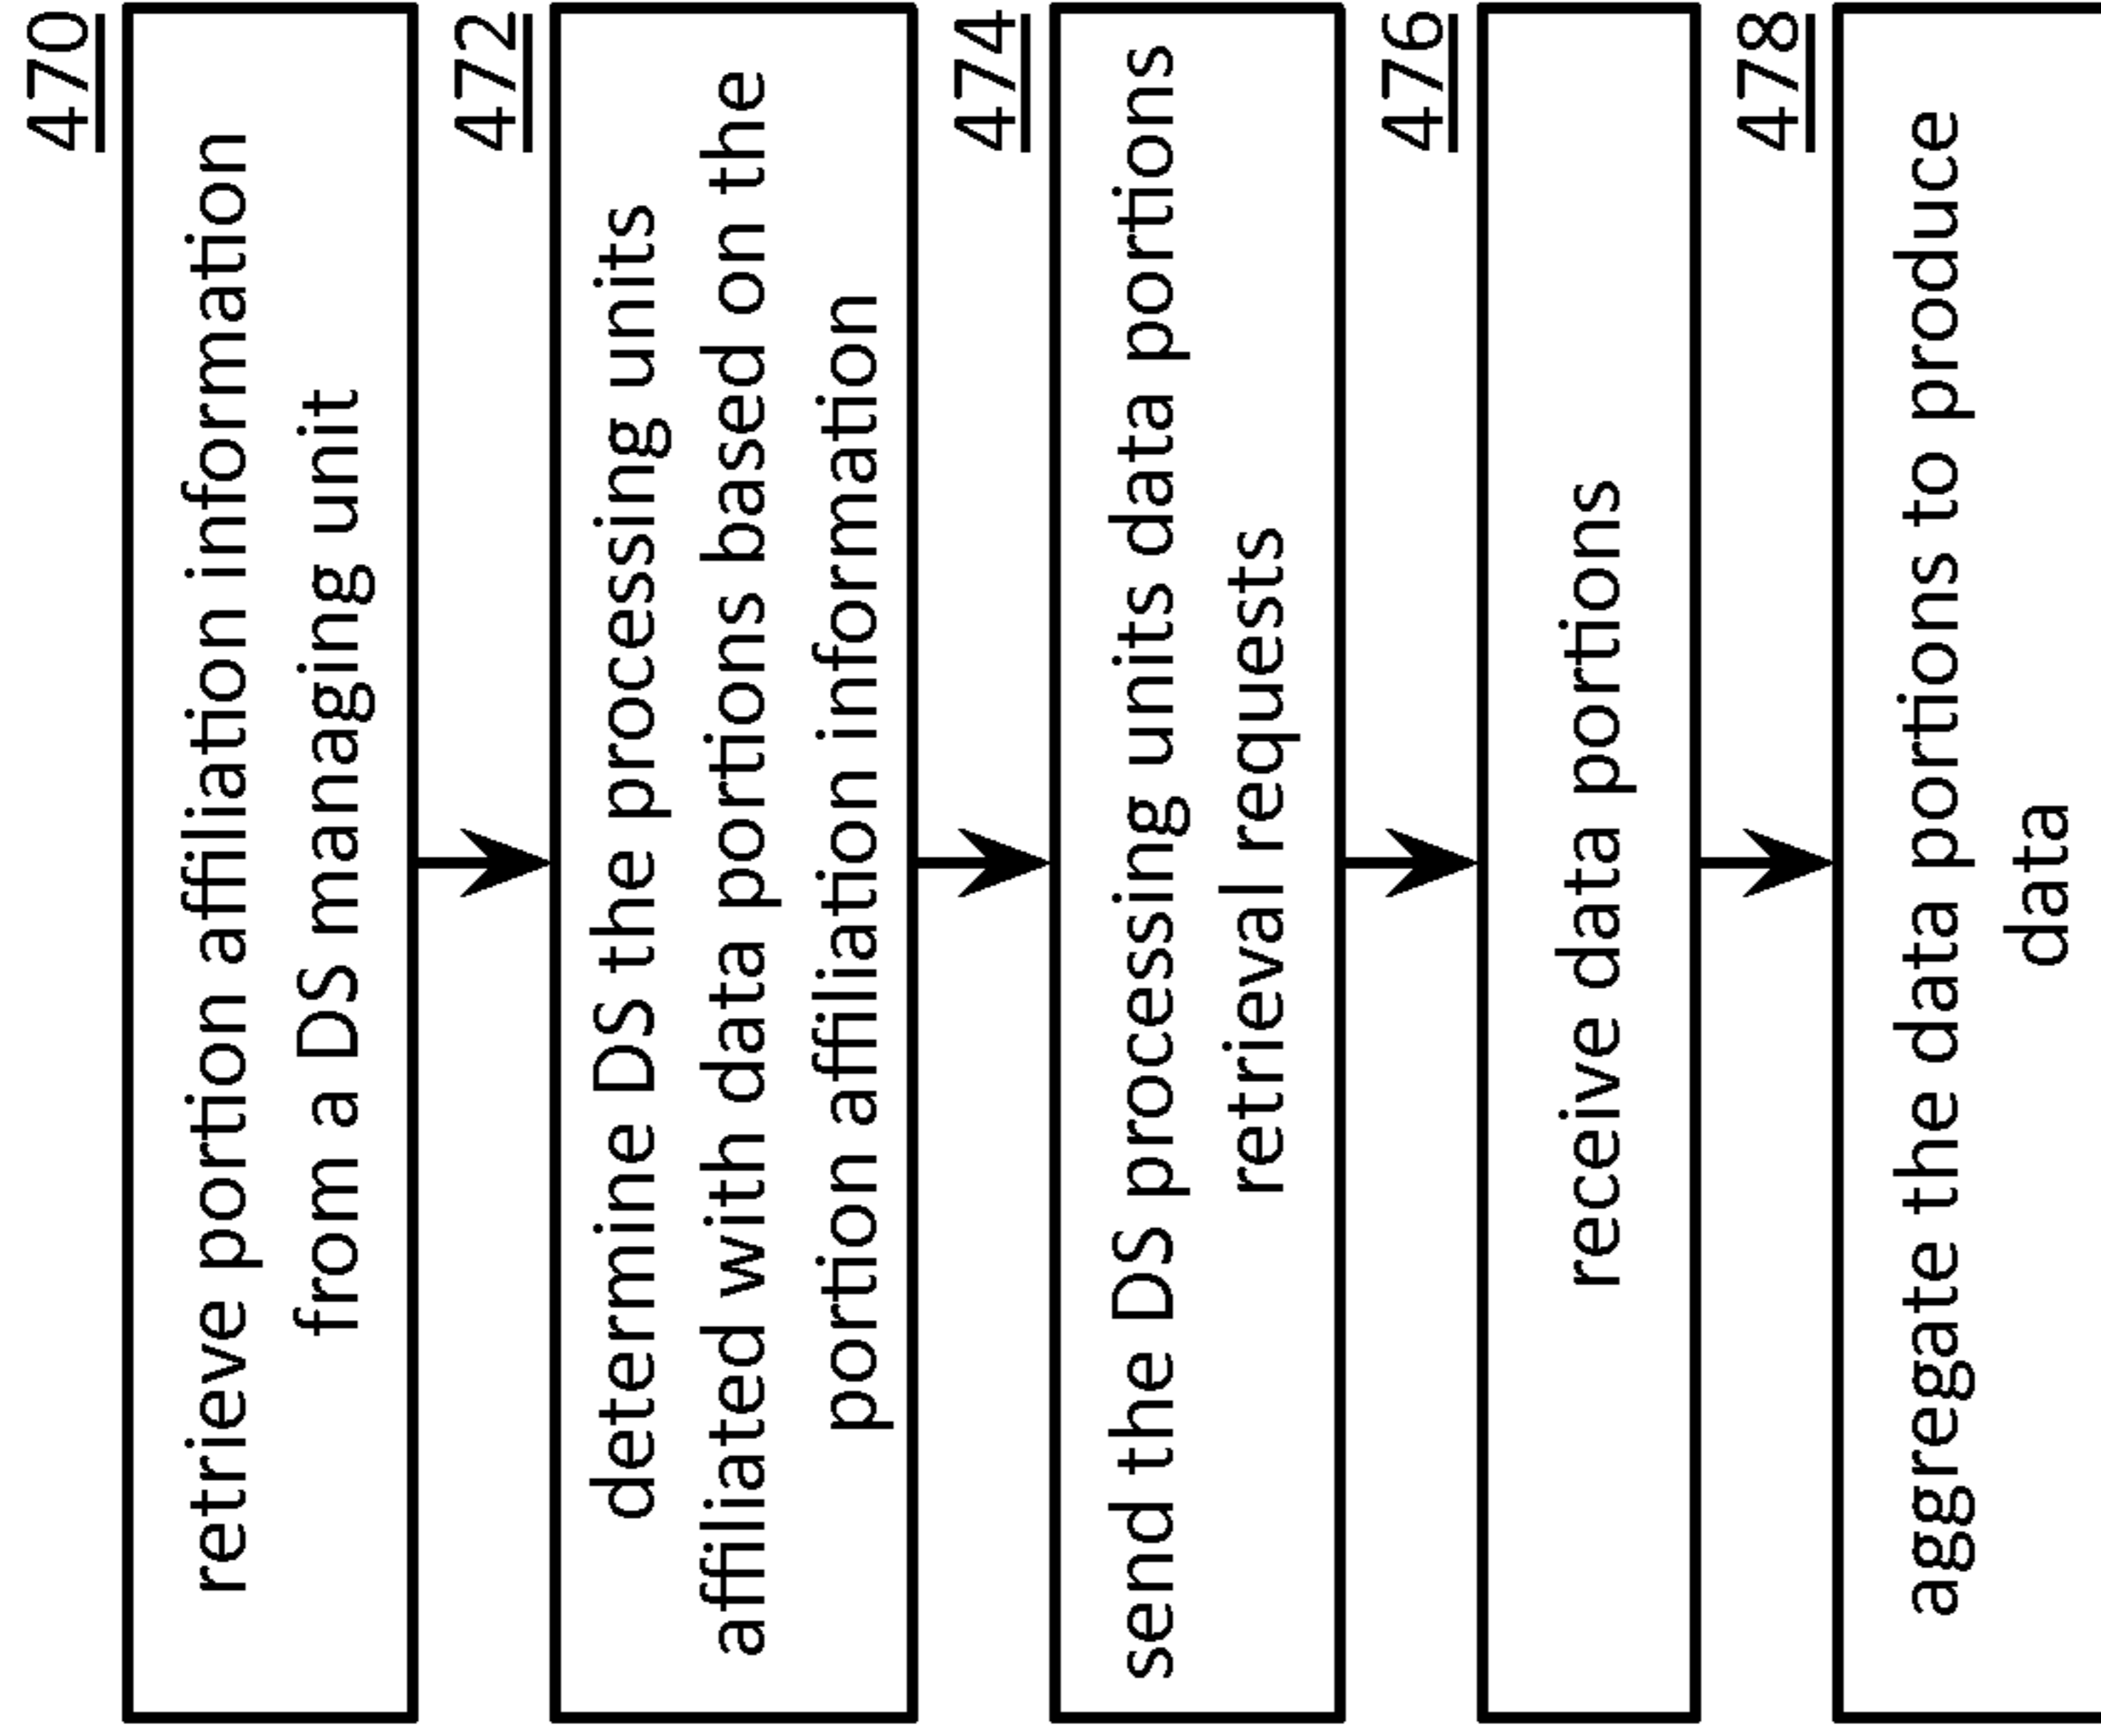 470
retrieve portion affiliation information
from a DS managing unit
472
determine DS the processing units
affiliated with data portions based on the
portion affiliation information
474
send the DS processing units data portions
retrieval requests
476
receive data portions
478
aggregate the data portions to produce
data